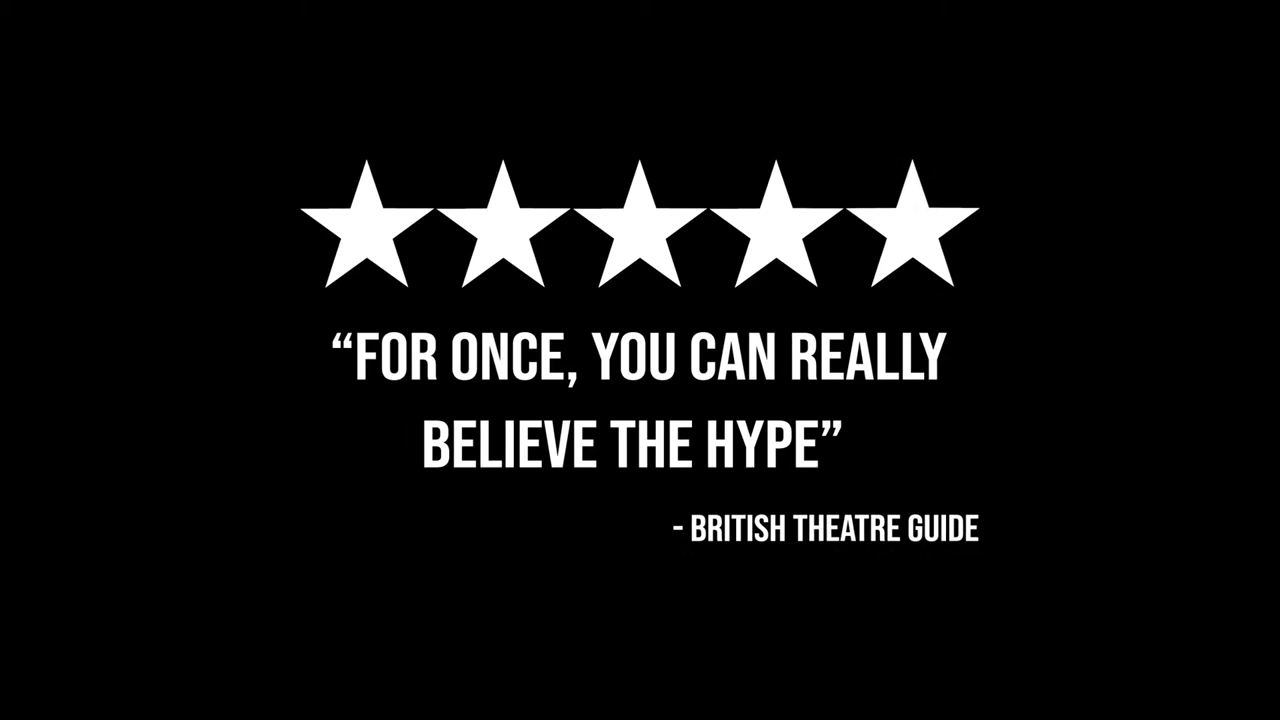 “FOR ONCE, YOU CAN REALLY
BELIEVE THE HYPE”
- BRITISH THEATRE GUIDE